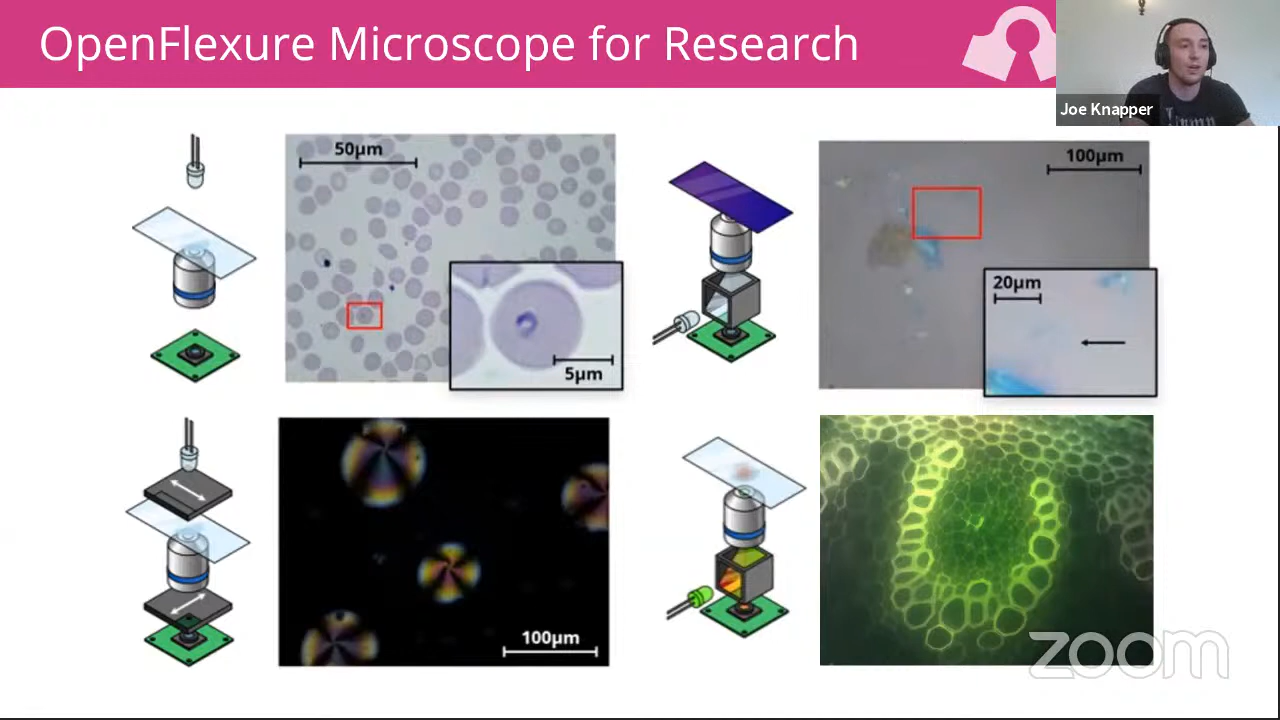 OpenFlexure Microscope for Research
Joe Knapper
50µm
5µm
100µm
20µm
100µm
zoom